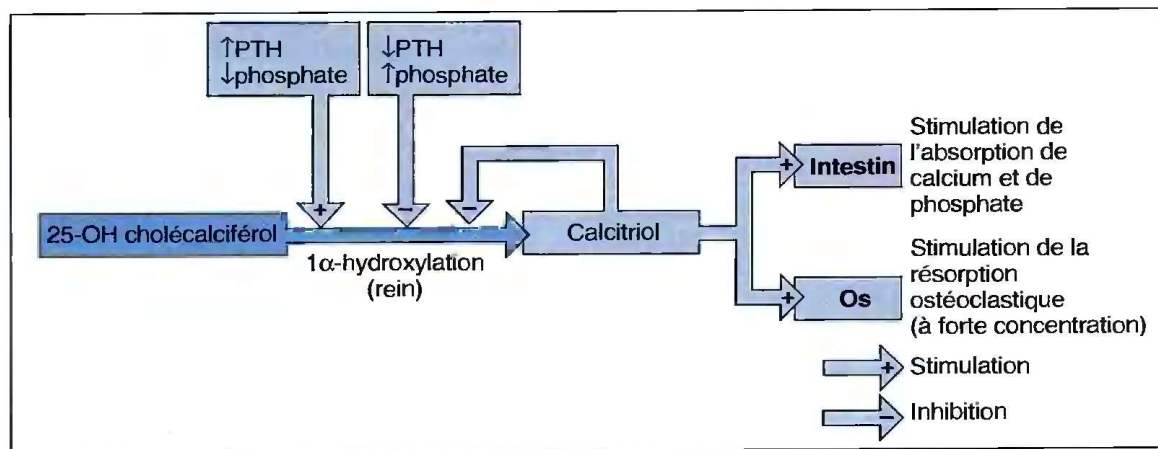 ↑PTH
↓phosphate
↓PTH
↑phosphate
+
−
−
25-OH cholécalciférol
1α-hydroxylation
(rein)
Calcitriol
+
Intestin
Stimulation de
l'absorption de
calcium et de
phosphate
+
Os
Stimulation de la
résorption
ostéoclastique
(à forte concentration)
+
Stimulation
−
Inhibition